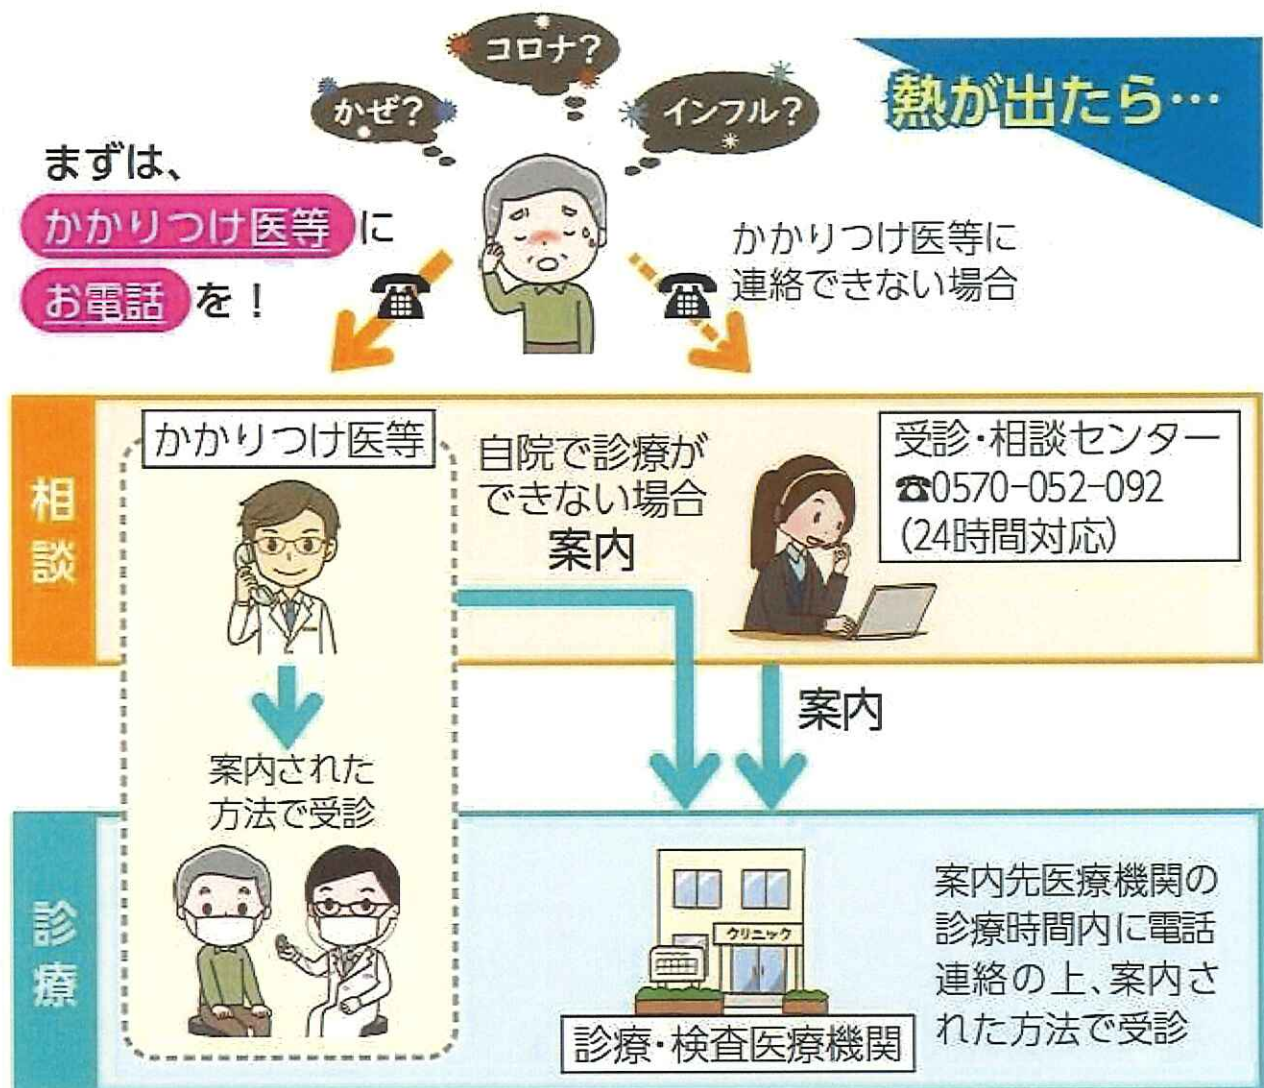 熱が出たら…
かぜ?
コロナ?
インフル?
まずは、
かかりつけ医等に
お電話を!
かかりつけ医等に
連絡できない場合
相談
かかりつけ医等
自院で診療が
できない場合
案内
受診・相談センター
☎0570-052-092
(24時間対応)
案内された
方法で受診
案内
診療
クリニック
診療・検査医療機関
案内先医療機関の
診療時間内に電話
連絡の上、案内さ
れた方法で受診